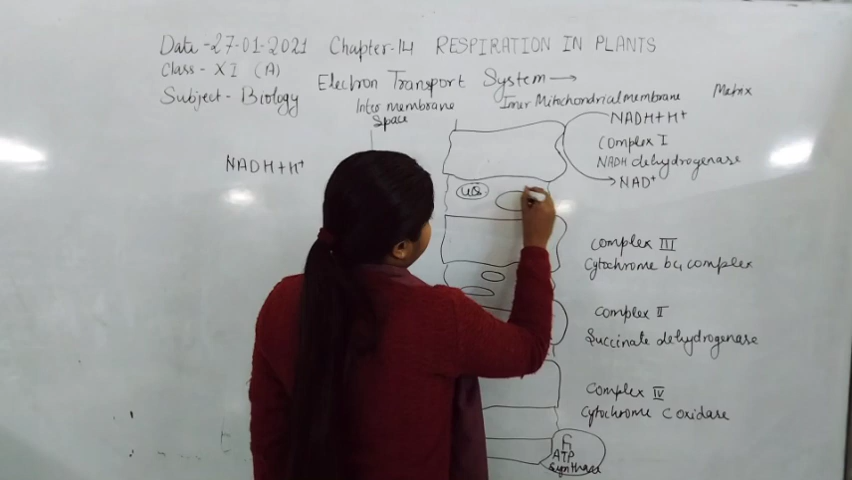 Date - 27-01-2021 Chapter-14 RESPIRATION IN PLANTS
Class - XI (A)
Electron Transport System →
Subject - Biology
Inter membrane Space
Inner Mitochondrial membrane
Matrix
NADH+H⁺
NADH+H⁺
Complex I
NADH dehydrogenase
NAD⁺
UQ
Complex III
Cytochrome bc₁ complex
Complex II
Succinate dehydrogenase
Complex IV
Cytochrome c oxidase
F₁
ATP
Synthase